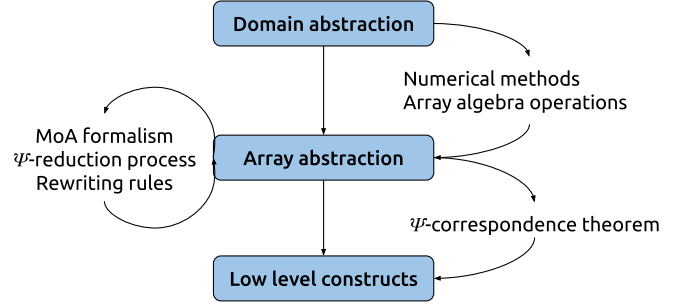 Domain abstraction
Numerical methods
Array algebra operations
MoA formalism
Ψ-reduction process
Rewriting rules
Array abstraction
Ψ-correspondence theorem
Low level constructs